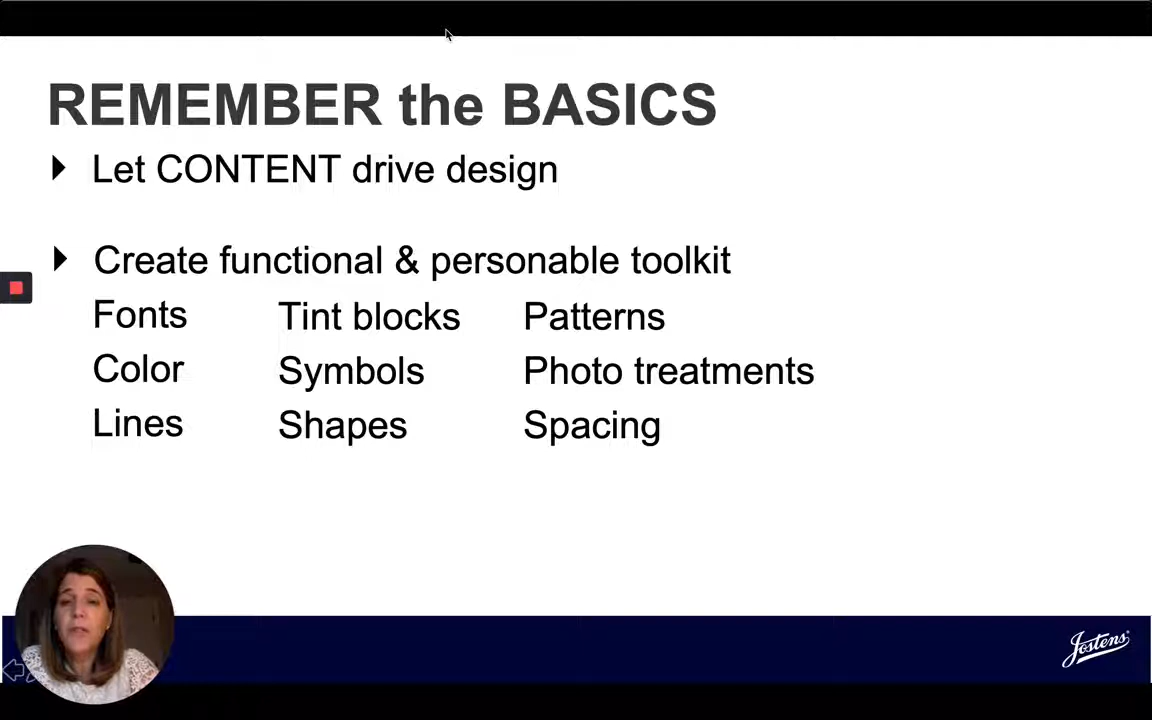 REMEMBER the BASICS
Let CONTENT drive design
Create functional & personable toolkit
Fonts Tint blocks Patterns
Color Symbols Photo treatments
Lines Shapes Spacing
Jostens